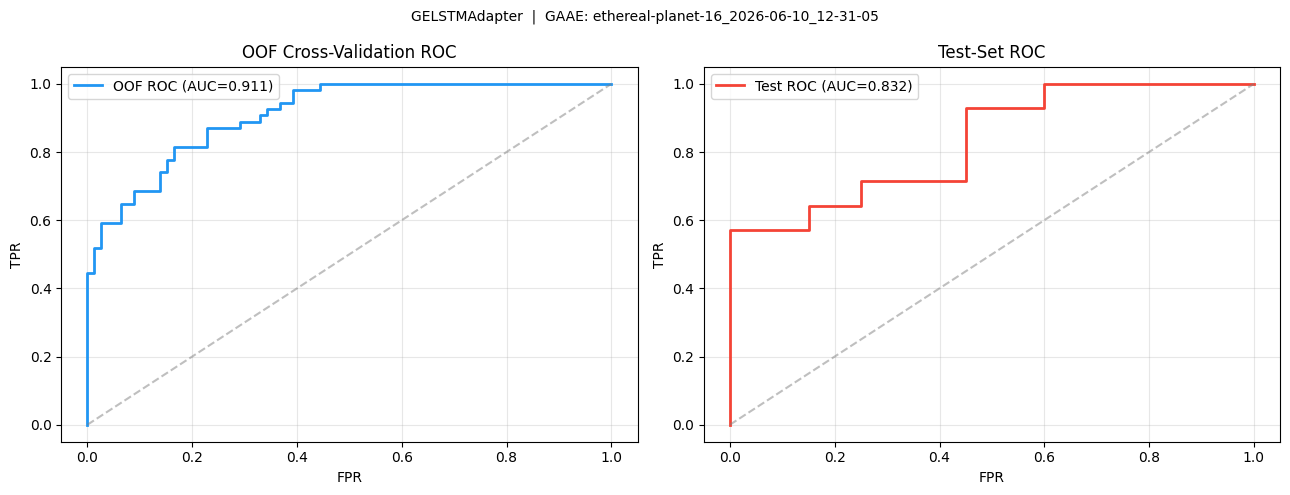 GELSTMAdapter | GAAE: ethereal-planet-16_2026-06-10_12-31-05
OOF Cross-Validation ROC
OOF ROC (AUC=0.911)
TPR
1.0
0.8
0.6
0.4
0.2
0.0
0.0 0.2 0.4 0.6 0.8 1.0
FPR
Test-Set ROC
Test ROC (AUC=0.832)
TPR
1.0
0.8
0.6
0.4
0.2
0.0
0.0 0.2 0.4 0.6 0.8 1.0
FPR